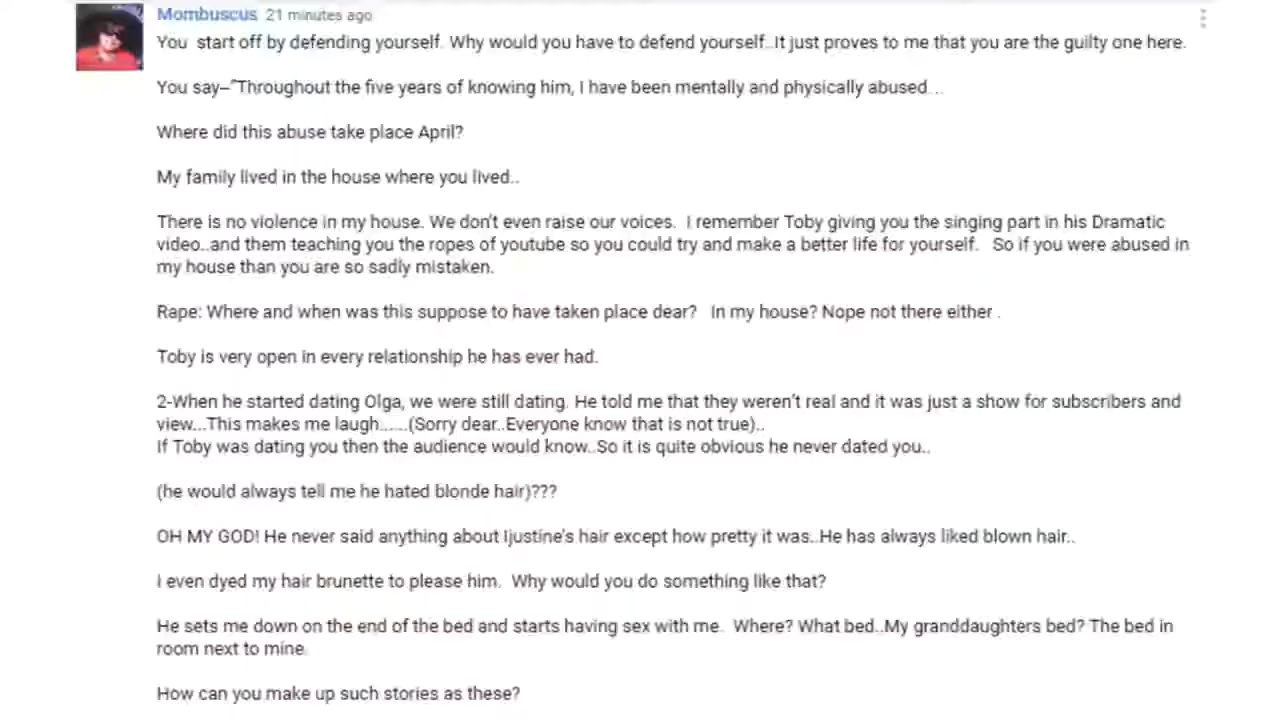 Mombuscus 21 minutes ago
You start off by defending yourself. Why would you have to defend yourself..It just proves to me that you are the guilty one here.
You say–"Throughout the five years of knowing him, I have been mentally and physically abused...
Where did this abuse take place April?
My family lived in the house where you lived..
There is no violence in my house. We don't even raise our voices. I remember Toby giving you the singing part in his Dramatic
video..and them teaching you the ropes of youtube so you could try and make a better life for yourself. So if you were abused in
my house than you are so sadly mistaken.
Rape: Where and when was this suppose to have taken place dear? In my house? Nope not there either .
Toby is very open in every relationship he has ever had.
2-When he started dating Olga, we were still dating. He told me that they weren't real and it was just a show for subscribers and
view...This makes me laugh......(Sorry dear..Everyone know that is not true)..
If Toby was dating you then the audience would know..So it is quite obvious he never dated you..
(he would always tell me he hated blonde hair)???
OH MY GOD! He never said anything about Ijustine's hair except how pretty it was..He has always liked blown hair..
I even dyed my hair brunette to please him. Why would you do something like that?
He sets me down on the end of the bed and starts having sex with me. Where? What bed..My granddaughters bed? The bed in
room next to mine.
How can you make up such stories as these?